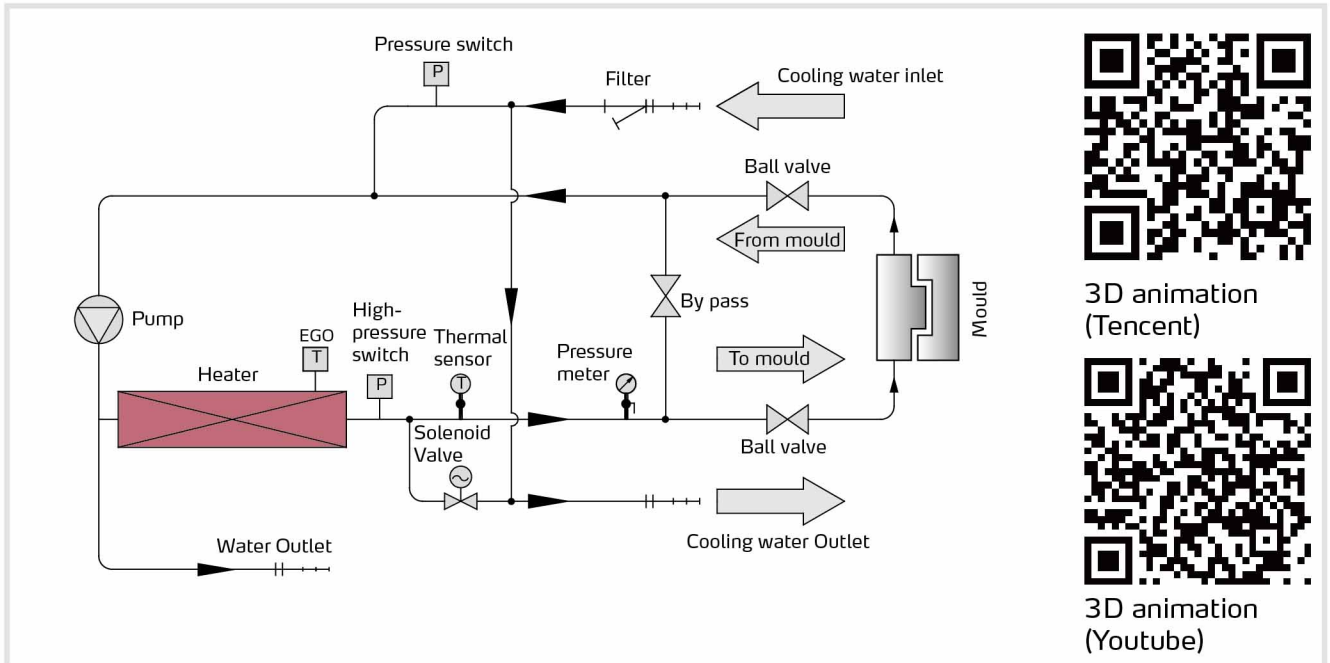 Pressure switch
P
Filter
Cooling water inlet
Ball valve
From mould
Pump
High-
pressure
switch
P
EGO
T
Heater
Thermal
sensor
T
Solenoid
Valve
Pressure
meter
By pass
To mould
Mould
Ball valve
Water Outlet
Cooling water Outlet
3D animation
(Tencent)
3D animation
(Youtube)